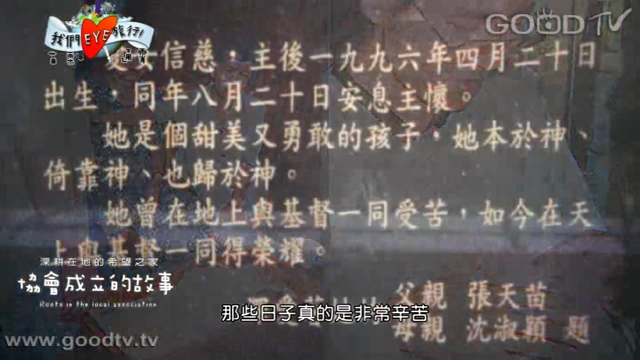 我們EYE旅行!
GOODTV
愛女信慈，主後一九九六年四月二十日
出生，同年八月二十日安息主懷。
她是個甜美又勇敢的孩子，她本於神、
倚靠神、也歸於神。
她曾在地上與基督一同受苦，如今在天
上與基督一同得榮耀。
深耕在地的希望之家
協會成立的故事
Roots in the local association
父親 張天苗
母親 沈淑穎 題
那些日子真的是非常辛苦
www.goodtv.tv